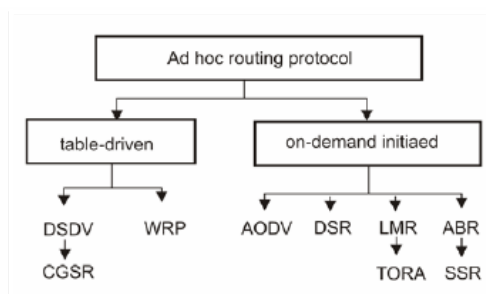 Ad hoc routing protocol
table-driven
on-demand initiaed
DSDV WRP AODV DSR LMR ABR
CGSR TORA SSR